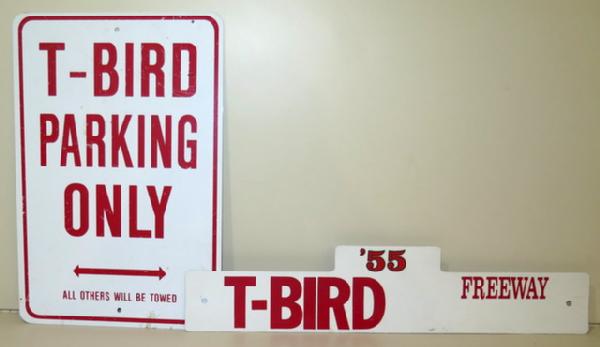 T-BIRD
PARKING
ONLY
ALL OTHERS WILL BE TOWED
'55
T-BIRD FREEWAY